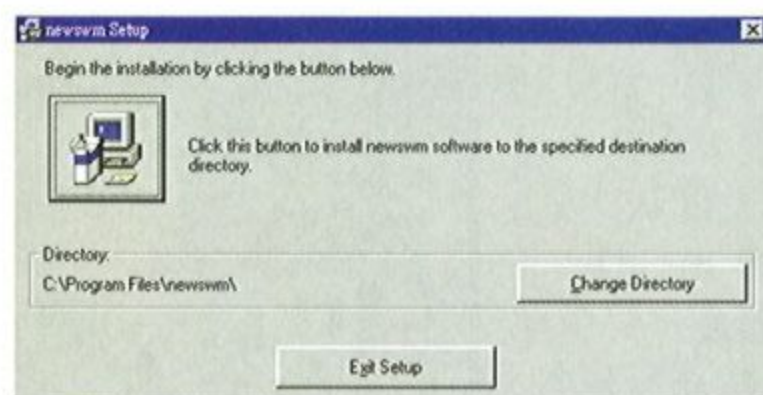 newswm Setup
Begin the installation by clicking the button below.
Click this button to install newswm software to the specified destination
directory.
Directory:
C:\Program Files\newswm\
Change Directory
Exit Setup